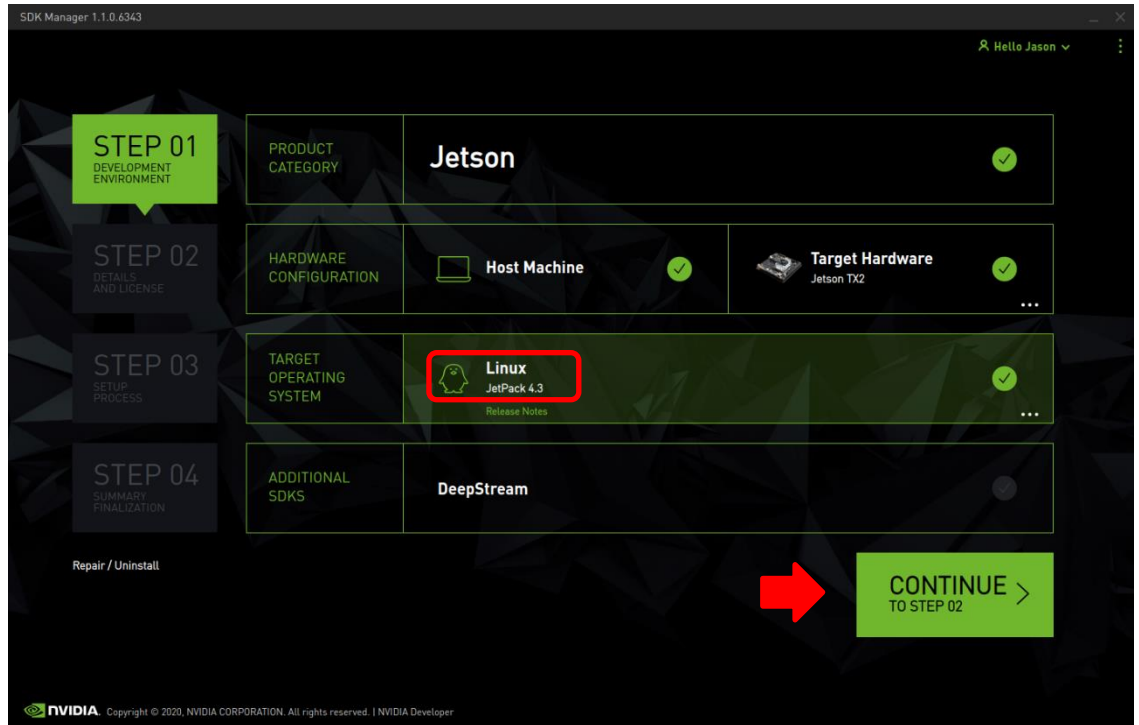 SDK Manager 1.1.0.6343
Hello Jason
STEP 01
DEVELOPMENT
ENVIRONMENT
PRODUCT
CATEGORY
Jetson
STEP 02
DETAILS
AND LICENSE
HARDWARE
CONFIGURATION
Host Machine
Target Hardware
Jetson TX2
...
STEP 03
SETUP
PROCESS
TARGET
OPERATING
SYSTEM
Linux
JetPack 4.3
Release Notes
...
STEP 04
SUMMARY
FINALIZATION
ADDITIONAL
SDKS
DeepStream
Repair / Uninstall
CONTINUE >
TO STEP 02
NVIDIA. Copyright © 2020, NVIDIA CORPORATION. All rights reserved. | NVIDIA Developer